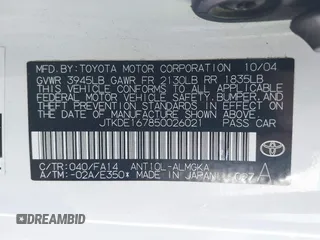 MFD. BY: TOYOTA MOTOR CORPORATION 10/04
GVWR 3945LB GAWR FR 2130LB RR 1835LB
THIS VEHICLE CONFORMS TO ALL APPLICABLE
FEDERAL MOTOR VEHICLE SAFETY, BUMPER, AND
THEFT PREVENTION STANDARDS IN EFFECT ON
THE DATE OF MANUFACTURE SHOWN ABOVE.
JTKDE167850026021 PASS CAR
C/TR: 040/FA14 ANT10L-ALMGKA
A/TM: -02A/E350* MADE IN JAPAN A
TOYOTA